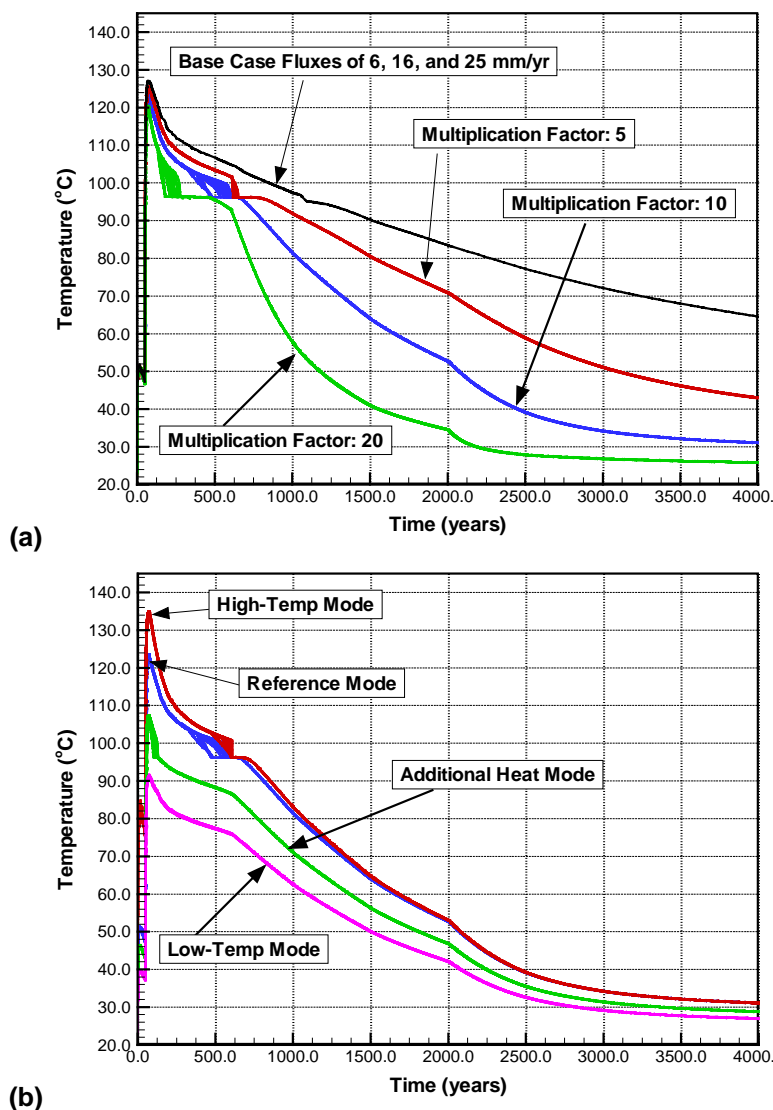 140.0
130.0
120.0
110.0
100.0
90.0
80.0
70.0
60.0
50.0
40.0
30.0
20.0
Temperature (°C)
Base Case Fluxes of 6, 16, and 25 mm/yr
Multiplication Factor: 5
Multiplication Factor: 10
Multiplication Factor: 20
0.0 500.0 1000.0 1500.0 2000.0 2500.0 3000.0 3500.0 4000.
Time (years)
(a)
140.0
130.0
120.0
110.0
100.0
90.0
80.0
70.0
60.0
50.0
40.0
30.0
20.0
Temperature (°C)
High-Temp Mode
Reference Mode
Additional Heat Mode
Low-Temp Mode
0.0 500.0 1000.0 1500.0 2000.0 2500.0 3000.0 3500.0 4000.
Time (years)
(b)